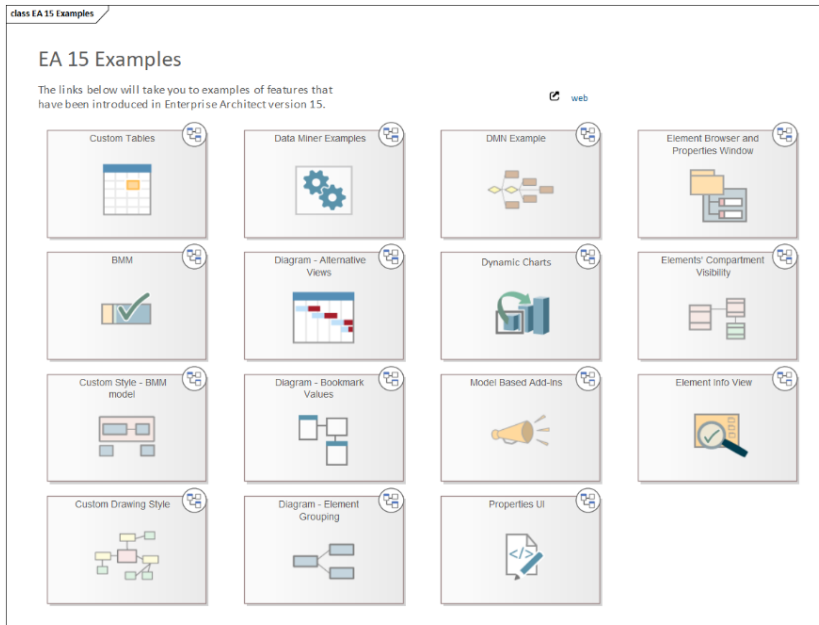 class EA 15 Examples
EA 15 Examples
The links below will take you to examples of features that
have been introduced in Enterprise Architect version 15.
web
Custom Tables
Data Miner Examples
DMN Example
Element Browser and
Properties Window
BMM
Diagram - Alternative
Views
Dynamic Charts
Elements' Compartment
Visibility
Custom Style - BMM
model
Diagram - Bookmark
Values
Model Based Add-Ins
Element Info View
Custom Drawing Style
Diagram - Element
Grouping
Properties UI